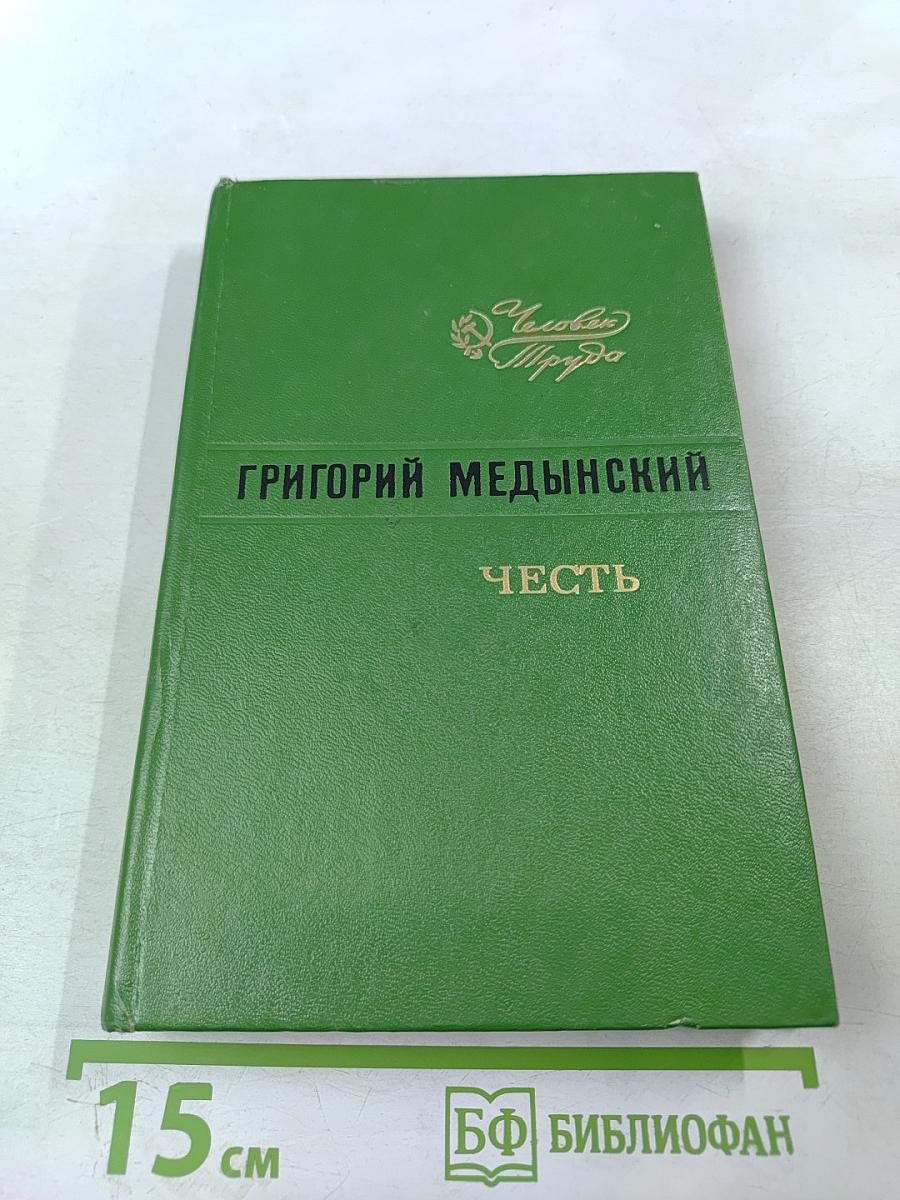 Человек
Труда
ГРИГОРИЙ МЕДЫНСКИЙ
ЧЕСТЬ
15 см
БФ БИБЛИОФАН